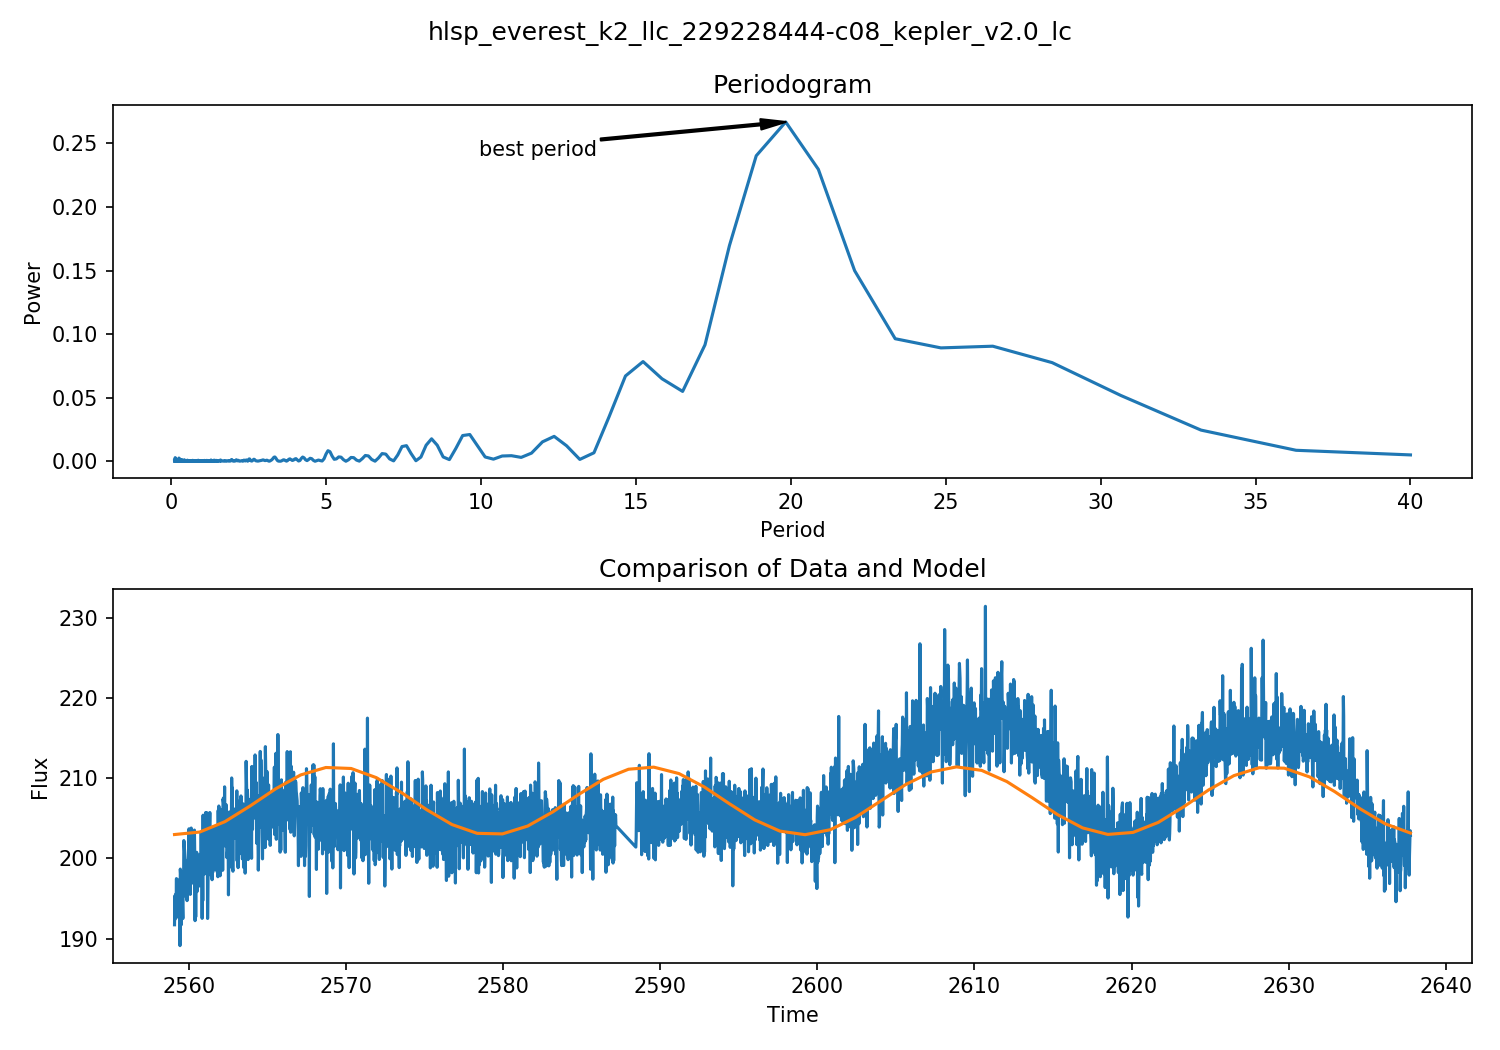 hlsp_everest_k2_llc_229228444-c08_kepler_v2.0_lc
Periodogram
0.25
0.20
0.15
0.10
0.05
0.00
Power
best period
0 5 10 15 20 25 30 35 40
Period
Comparison of Data and Model
230
220
210
200
190
Flux
2560 2570 2580 2590 2600 2610 2620 2630 2640
Time